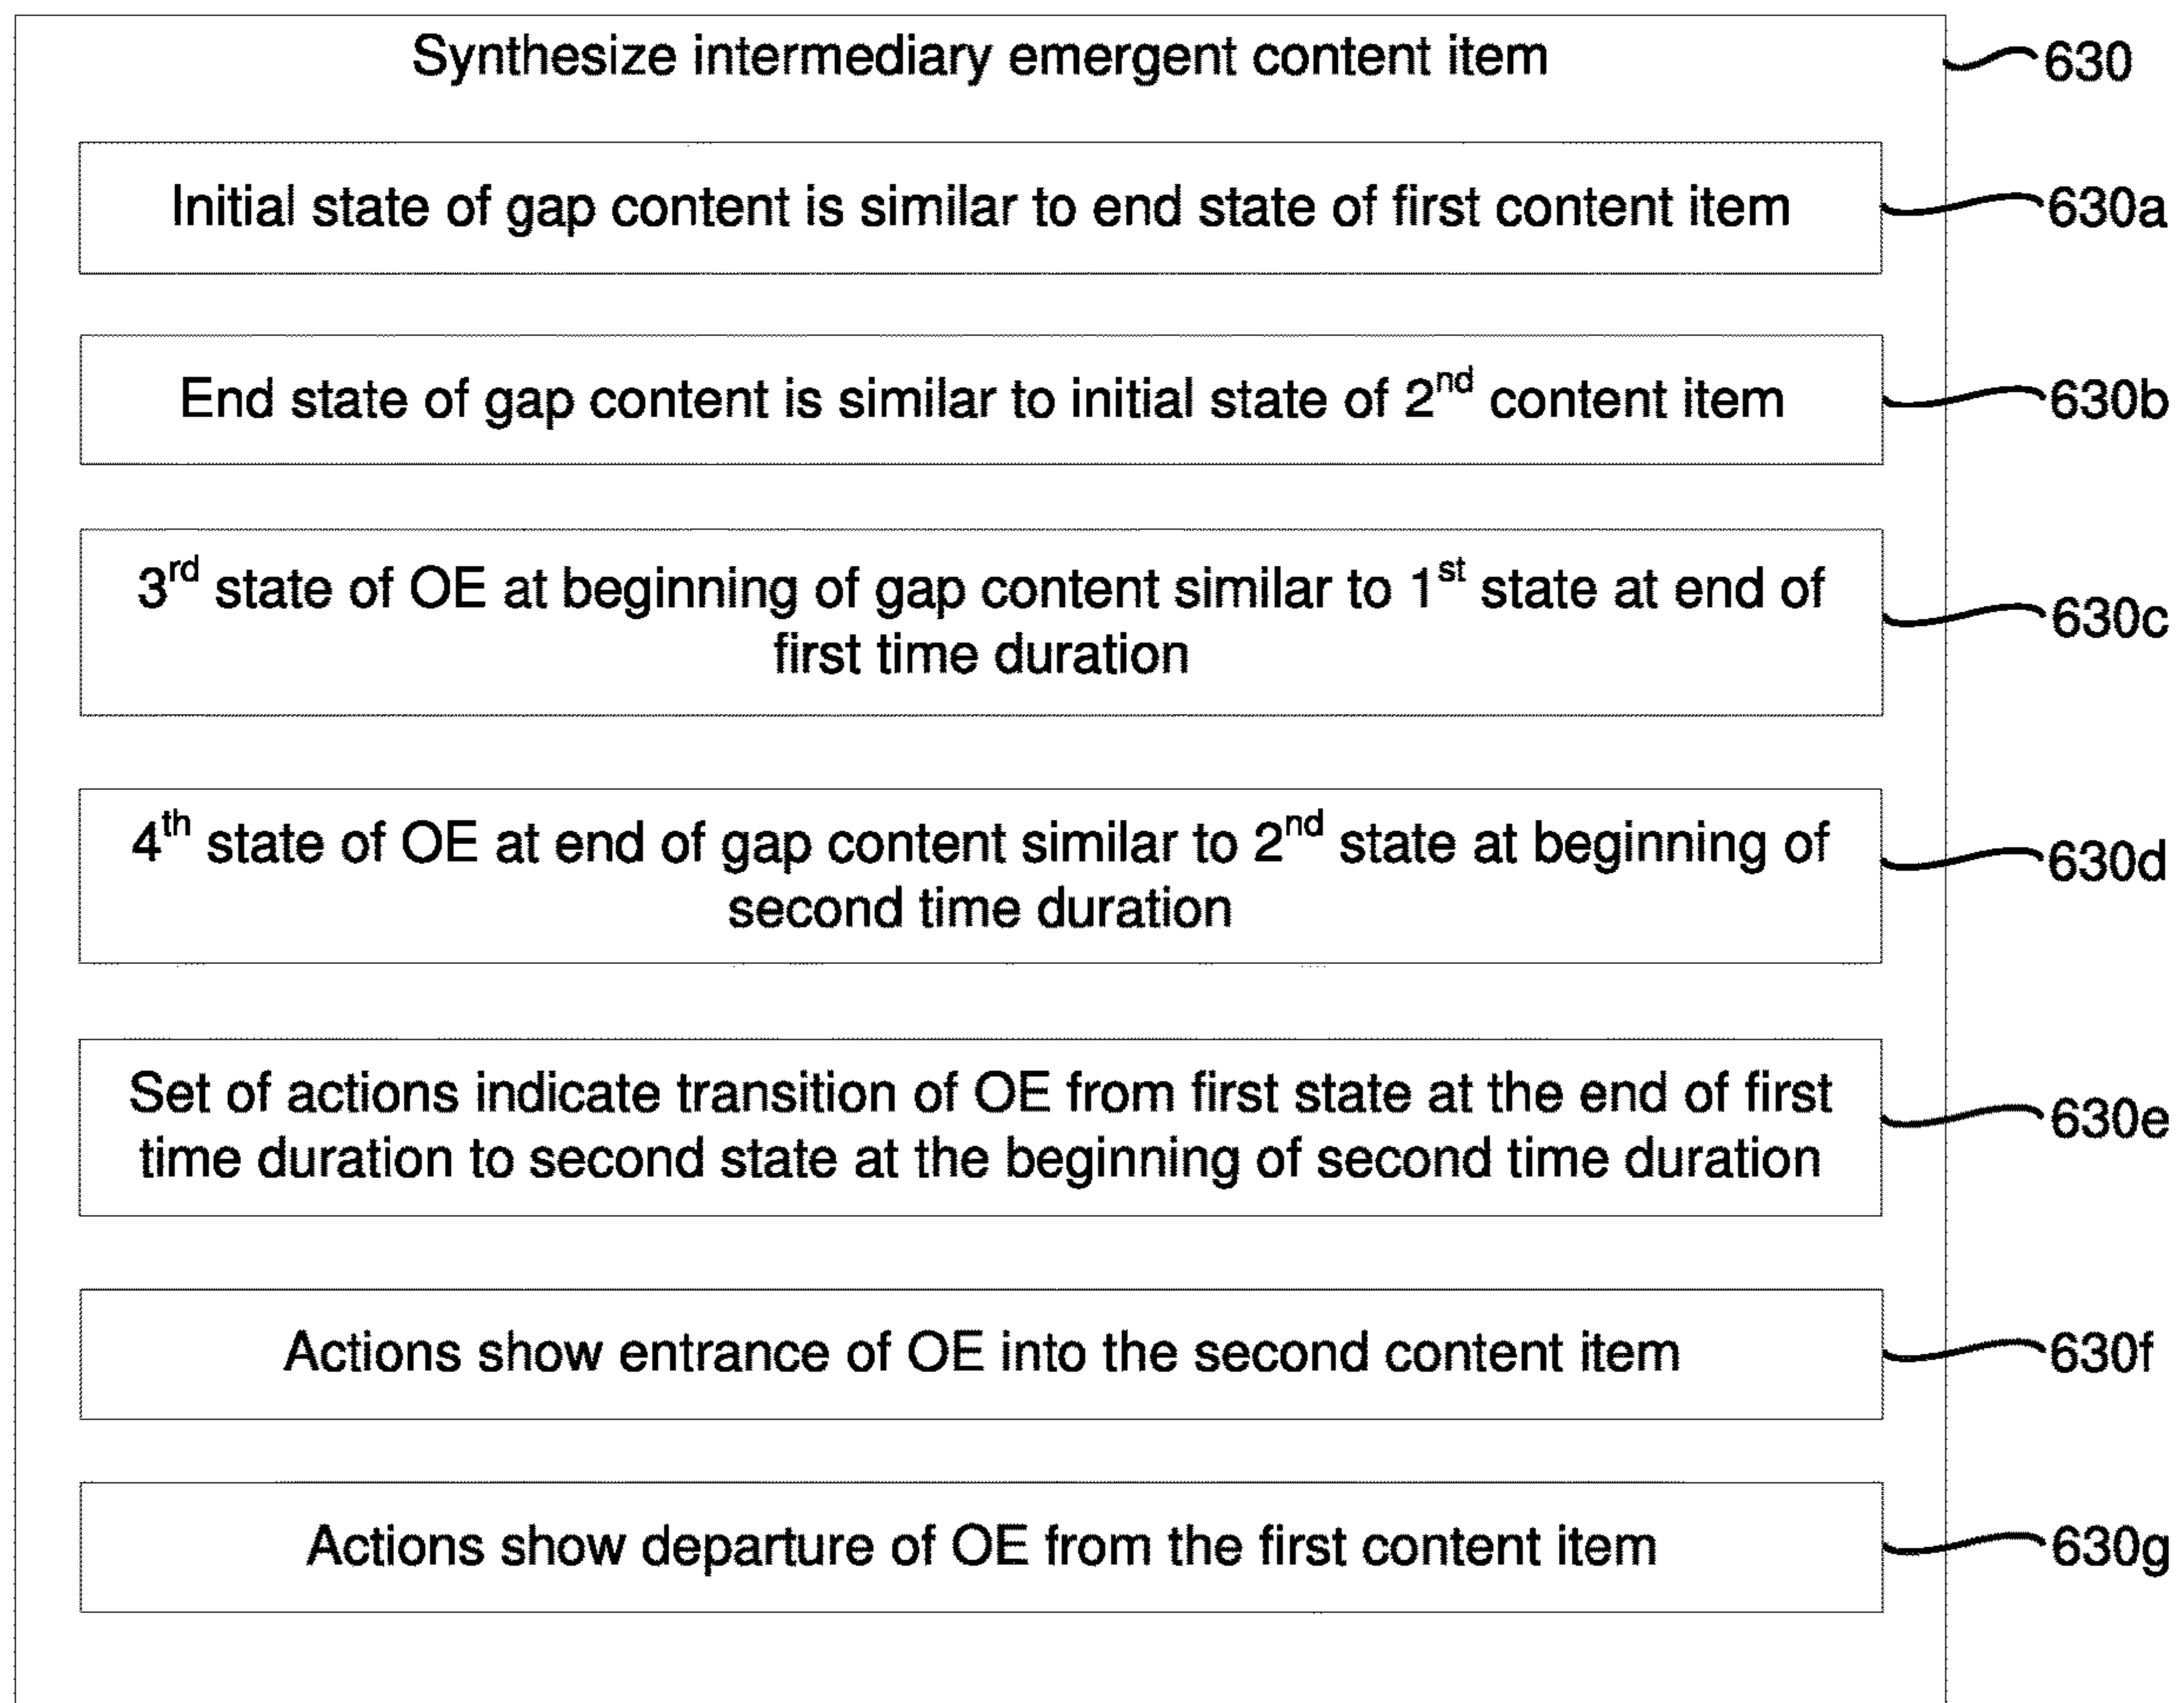 Synthesize intermediary emergent content item
630
Initial state of gap content is similar to end state of first content item
630a
End state of gap content is similar to initial state of 2nd content item
630b
3rd state of OE at beginning of gap content similar to 1st state at end of
first time duration
630c
4th state of OE at end of gap content similar to 2nd state at beginning of
second time duration
630d
Set of actions indicate transition of OE from first state at the end of first
time duration to second state at the beginning of second time duration
630e
Actions show entrance of OE into the second content item
630f
Actions show departure of OE from the first content item
630g